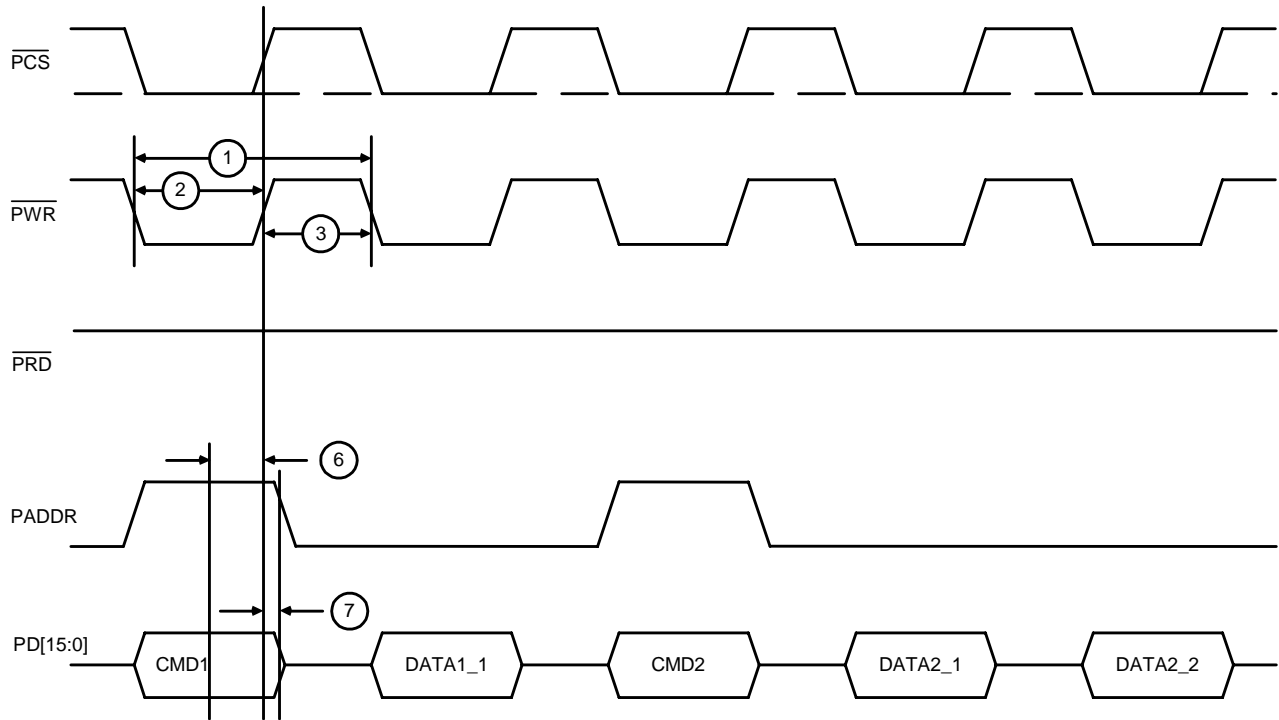 PCS
1
2
PWR
3
PRD
6
PADDR
7
PD[15:0]
CMD1 DATA1_1 CMD2 DATA2_1 DATA2_2